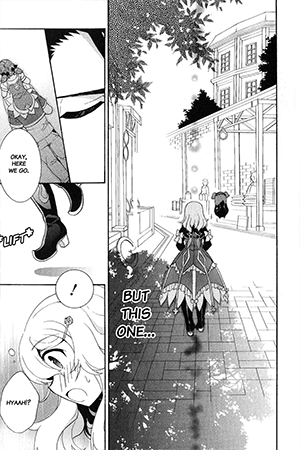 BUT
THIS
ONE...
OKAY,
HERE
WE GO.
*LIFT*
!
HYAAH!?